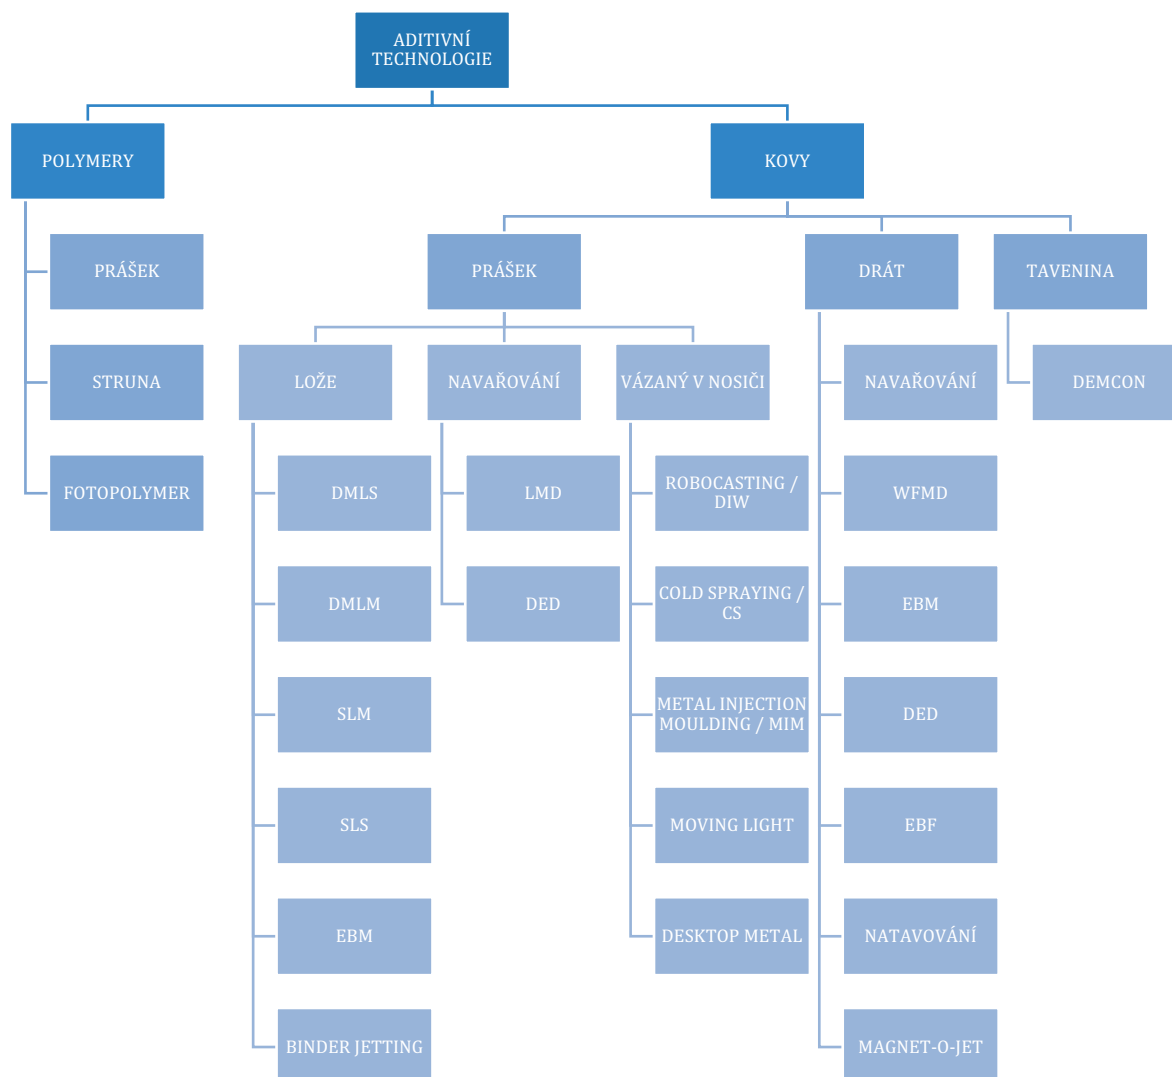 ADITIVNÍ
TECHNOLOGIE
POLYMERY
KOVY
PRÁŠEK
STRUNA
FOTOPOLYMER
PRÁŠEK
DRÁT
TAVENINA
LOŽE
NAVAŘOVÁNÍ
VÁZANÝ V NOSIČI
DMLS
DMLM
SLM
SLS
EBM
BINDER JETTING
LMD
DED
ROBOCASTING /
DIW
COLD SPRAYING /
CS
METAL INJECTION
MOULDING / MIM
MOVING LIGHT
DESKTOP METAL
NAVAŘOVÁNÍ
WFMD
EBM
DED
EBF
NATAVOVÁNÍ
MAGNET-O-JET
DEMCON